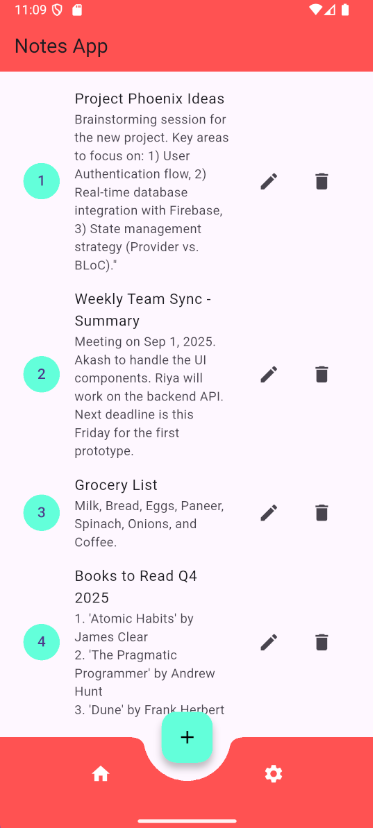 11:09
Notes App
Project Phoenix Ideas
Brainstorming session for
the new project. Key areas
to focus on: 1) User
Authentication flow, 2)
Real-time database
integration with Firebase,
3) State management
strategy (Provider vs.
BLoC)."
1
Weekly Team Sync -
Summary
Meeting on Sep 1, 2025.
Akash to handle the UI
components. Riya will
work on the backend API.
Next deadline is this
Friday for the first
prototype.
2
Grocery List
Milk, Bread, Eggs, Paneer,
Spinach, Onions, and
Coffee.
3
Books to Read Q4
2025
1. 'Atomic Habits' by
James Clear
2. 'The Pragmatic
Programmer' by Andrew
Hunt
3. 'Dune' by Frank Herbert
4